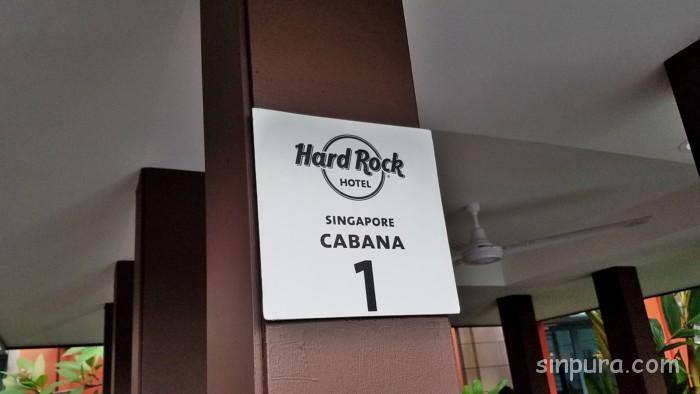 Hard Rock
HOTEL
SINGAPORE
CABANA
1
sinpura.com